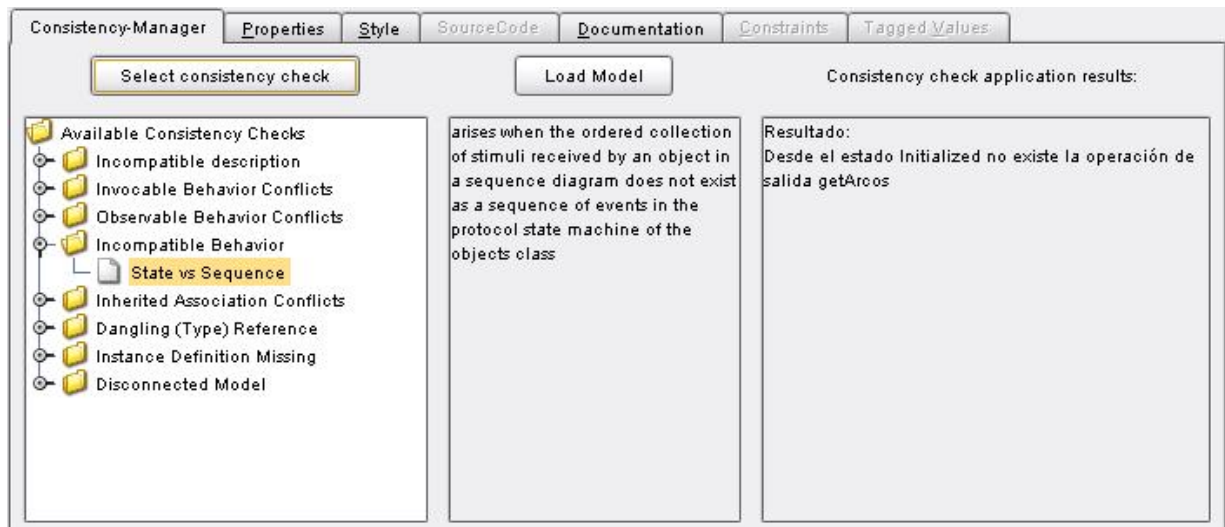 Consistency-Manager
Properties
Style
SourceCode
Documentation
Constraints
Tagged Values
Select consistency check
Load Model
Consistency check application results:
Available Consistency Checks
Incompatible description
Invocable Behavior Conflicts
Observable Behavior Conflicts
Incompatible Behavior
State vs Sequence
Inherited Association Conflicts
Dangling (Type) Reference
Instance Definition Missing
Disconnected Model
arises when the ordered collection
of stimuli received by an object in
a sequence diagram does not exist
as a sequence of events in the
protocol state machine of the
objects class
Resultado:
Desde el estado Initialized no existe la operación de
salida getArcos